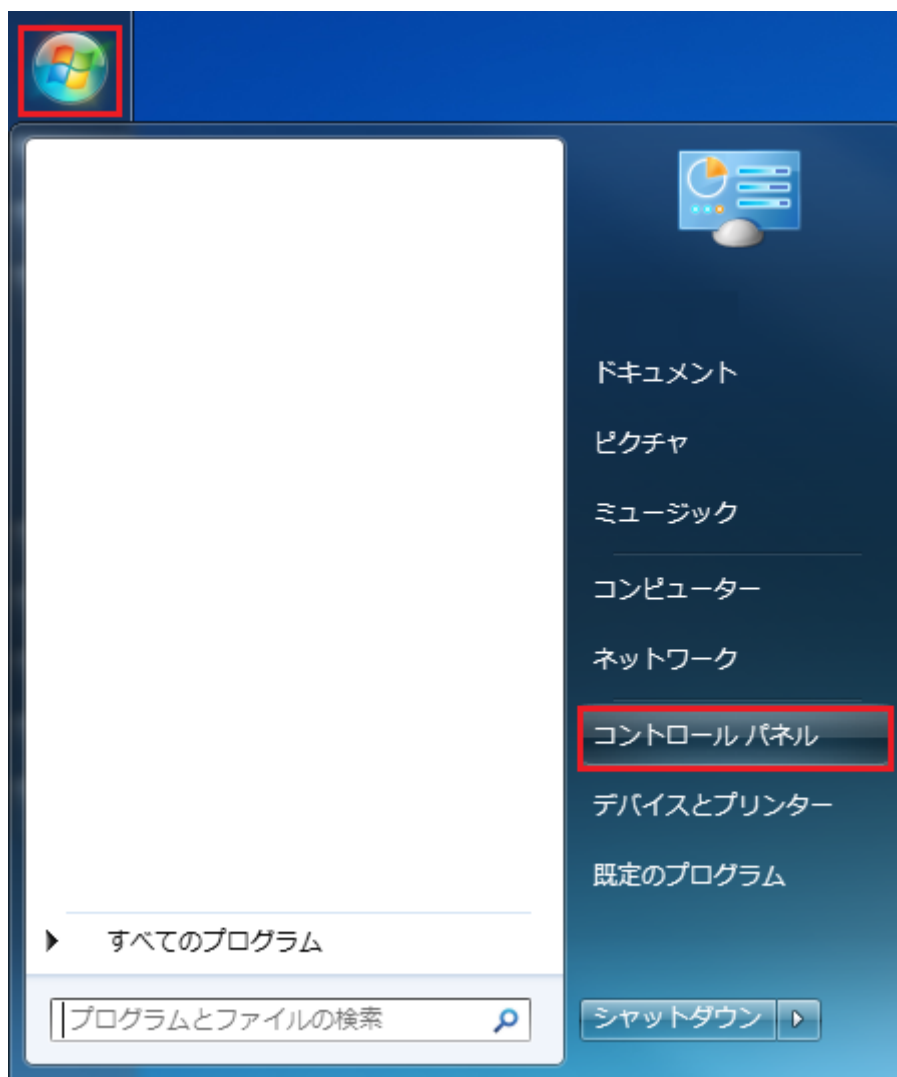 ドキュメント
ピクチャ
ミュージック
コンピューター
ネットワーク
コントロール パネル
デバイスとプリンター
既定のプログラム
すべてのプログラム
プログラムとファイルの検索
シャットダウン